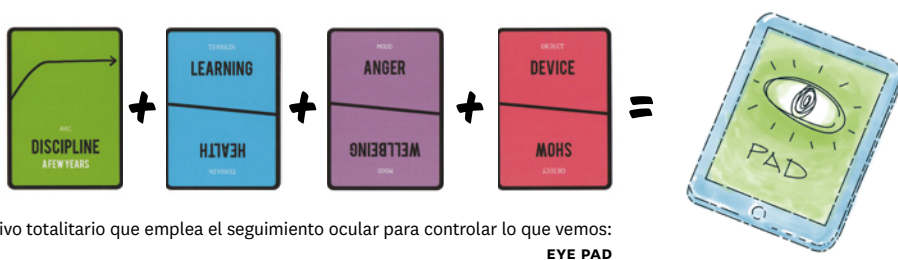 ARC
DISCIPLINE
A FEW YEARS
+
TERRAIN
LEARNING
HEALTH
TERRAIN
+
MOOD
ANGER
WELLBEING
MOOD
+
OBJECT
DEVICE
SHOW
OBJECT
=
PAD
ivo totalitario que emplea el seguimiento ocular para controlar lo que vemos:
EYE PAD